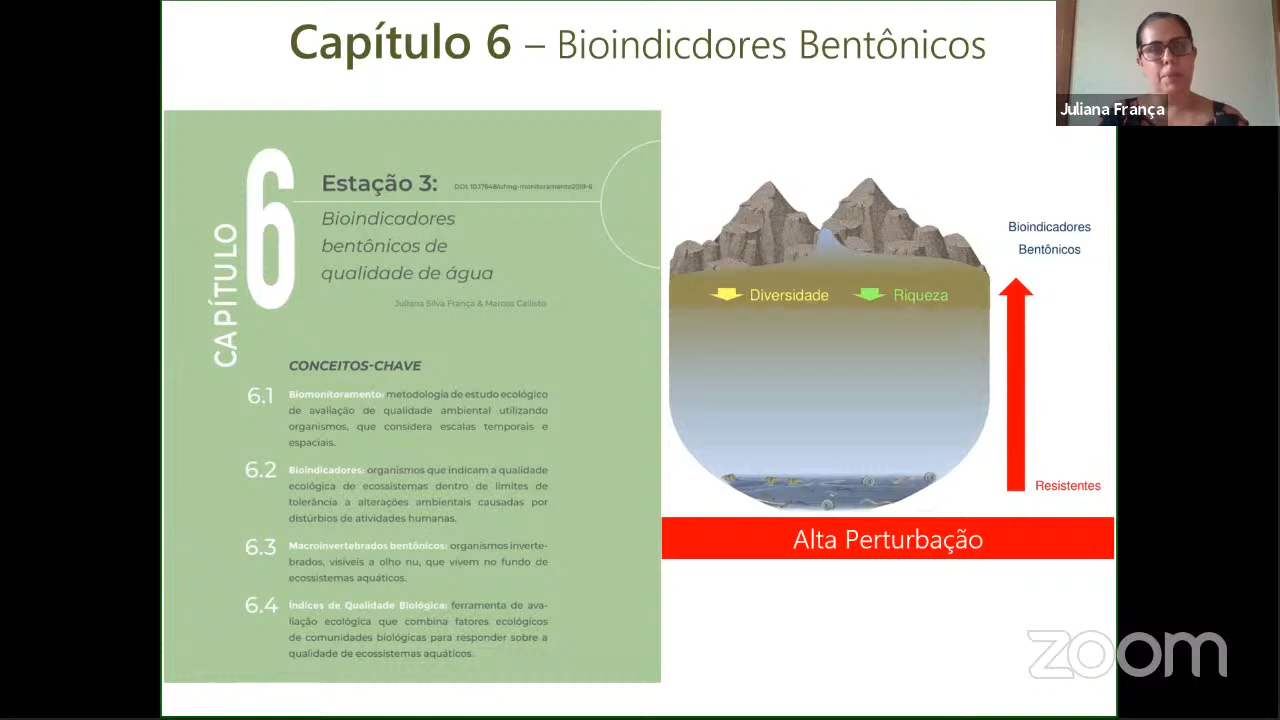 Capítulo 6 – Bioindicdores Bentônicos
Juliana França
CAPÍTULO
6
Estação 3:
DOI: 10.17648/ufmg-monitoramento2019-6
Bioindicadores
bentônicos de
qualidade de água
Juliana Silva França & Marcos Callisto
CONCEITOS-CHAVE
6.1 Biomonitoramento: metodologia de estudo ecológico
de avaliação de qualidade ambiental utilizando
organismos, que considera escalas temporais e
espaciais.
6.2 Bioindicadores: organismos que indicam a qualidade
ecológica de ecossistemas dentro de limites de
tolerância a alterações ambientais causadas por
distúrbios de atividades humanas.
6.3 Macroinvertebrados bentônicos: organismos inverte-
brados, visíveis a olho nu, que vivem no fundo de
ecossistemas aquáticos.
6.4 Índices de Qualidade Biológica: ferramenta de ava-
liação ecológica que combina fatores ecológicos
de comunidades biológicas para responder sobre a
qualidade de ecossistemas aquáticos.
Bioindicadores
Bentônicos
Diversidade
Riqueza
Resistentes
Alta Perturbação
zoom